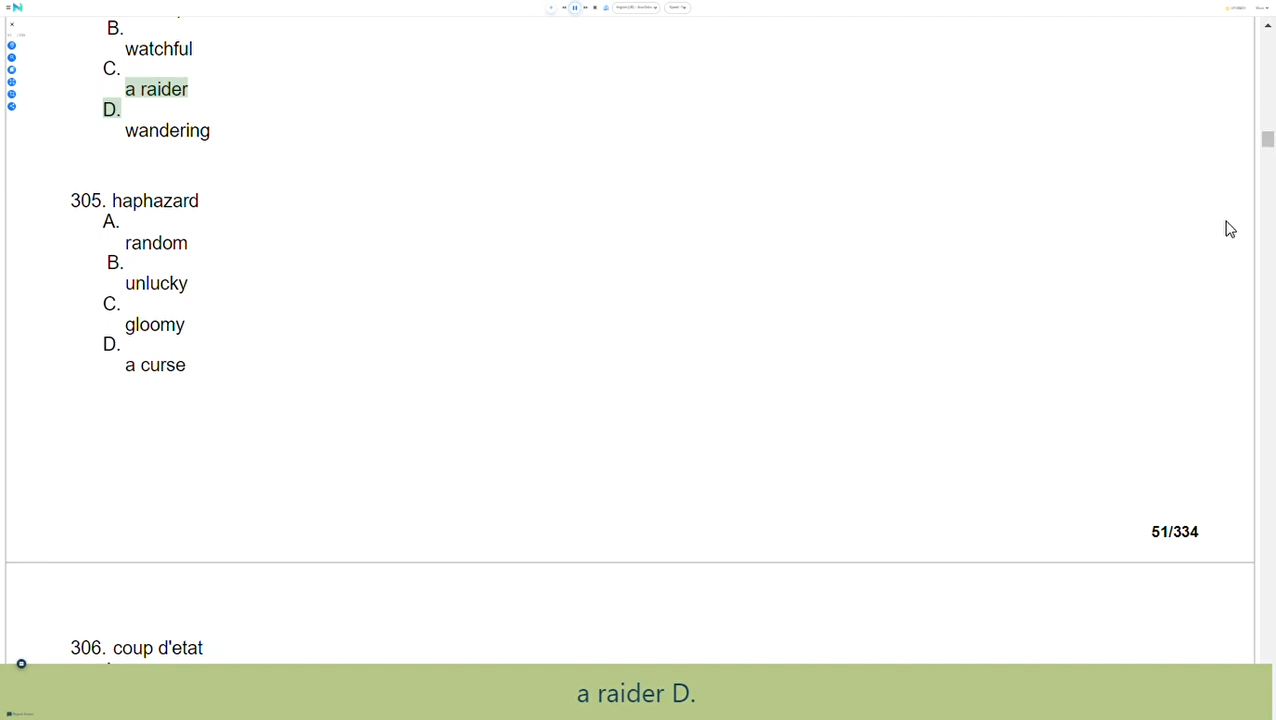 B.
watchful
C.
a raider
D.
wandering
305. haphazard
A.
random
B.
unlucky
C.
gloomy
D.
a curse
51/334
306. coup d'etat
a raider D.